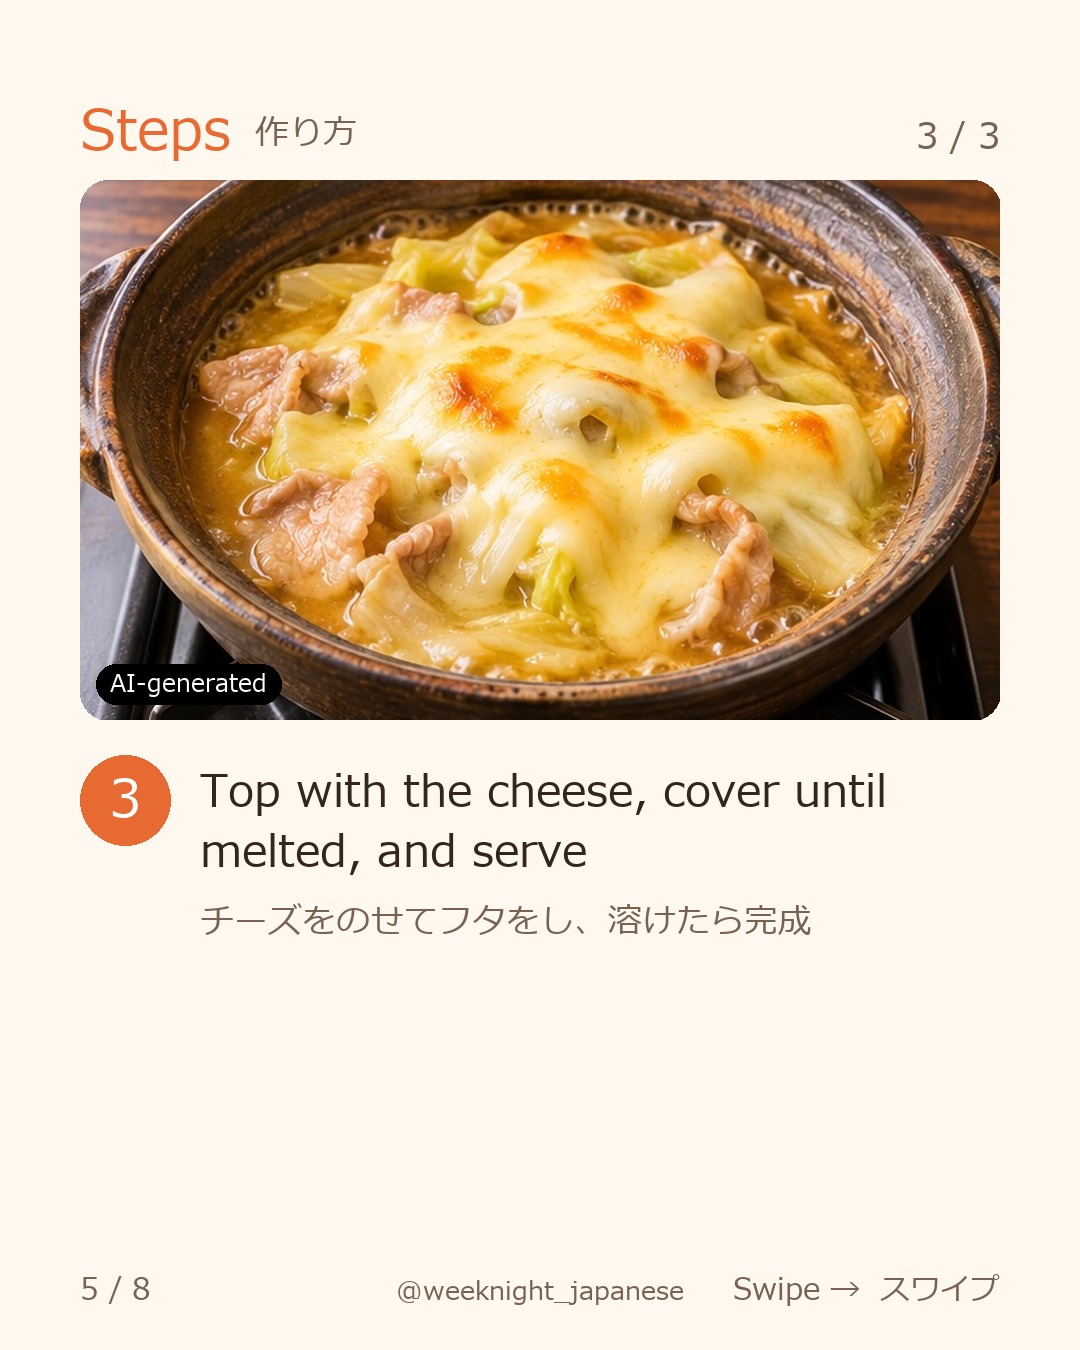 Steps 作り方
3 / 3
AI-generated
3
Top with the cheese, cover until
melted, and serve
チーズをのせてフタをし、溶けたら完成
5 / 8
@weeknight_japanese
Swipe → スワイプ